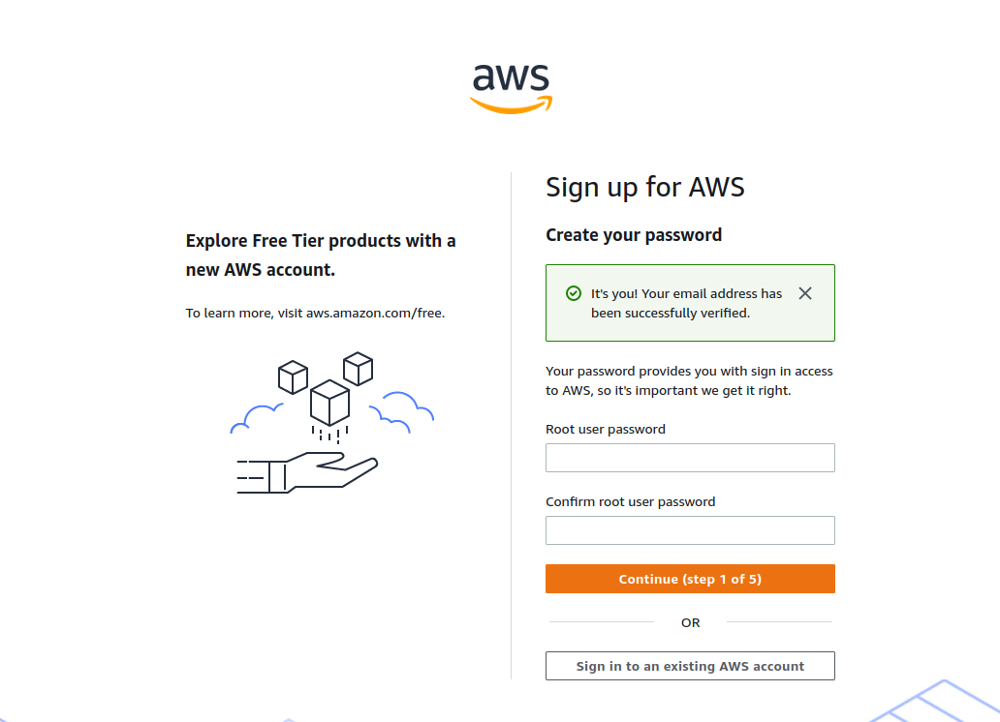 aws
Explore Free Tier products with a
new AWS account.
To learn more, visit aws.amazon.com/free.
Sign up for AWS
Create your password
It's you! Your email address has
been successfully verified.
Your password provides you with sign in access
to AWS, so it's important we get it right.
Root user password
Confirm root user password
Continue (step 1 of 5)
OR
Sign in to an existing AWS account